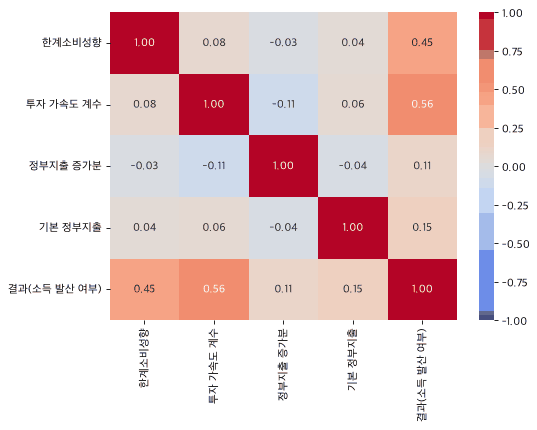 한계소비성향 1.00 0.08 -0.03 0.04 0.45
투자 가속도 계수 0.08 1.00 -0.11 0.06 0.56
정부지출 증가분 -0.03 -0.11 1.00 -0.04 0.11
기본 정부지출 0.04 0.06 -0.04 1.00 0.15
결과(소득 발산 여부) 0.45 0.56 0.11 0.15 1.00
한계소비성향
투자 가속도 계수
정부지출 증가분
기본 정부지출
결과(소득 발산 여부)
1.00
0.75
0.50
0.25
0.00
-0.25
-0.50
-0.75
-1.00